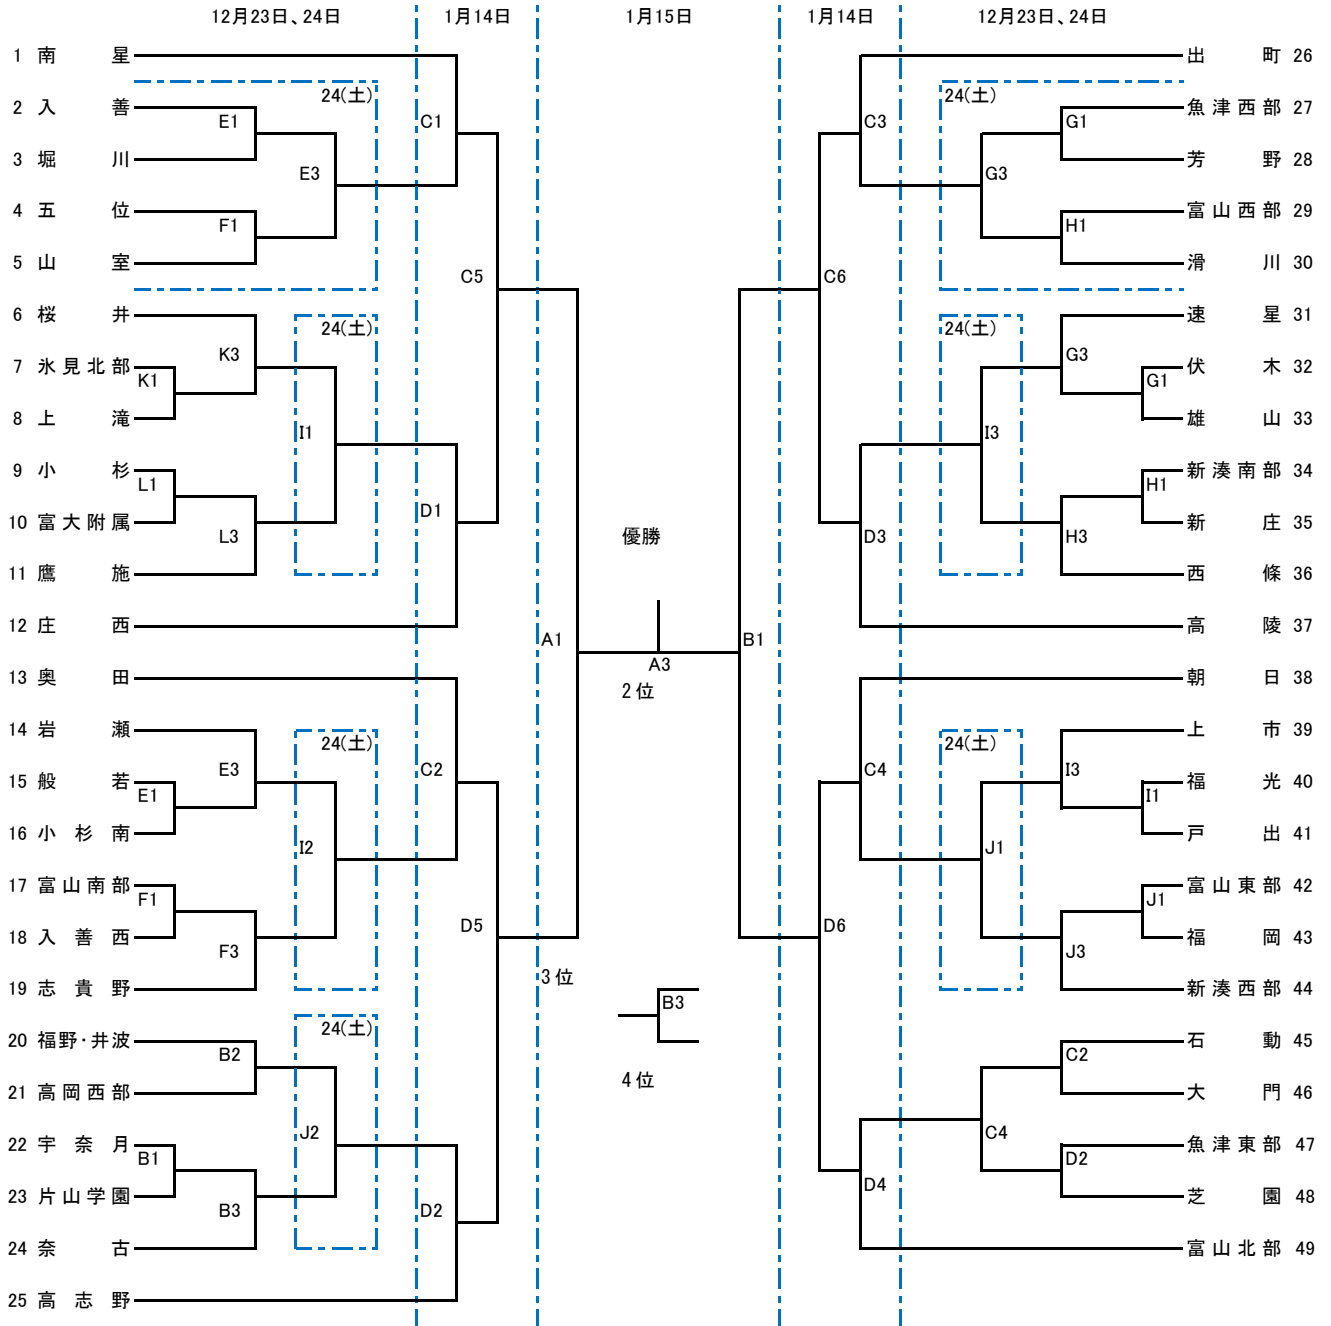 12月23日、24日 1月14日 1月15日 1月14日 12月23日、24日
1 南 星
24(土)
2 入 善
E1
C1
3 堀 川
E3
4 五 位
F1
5 山 室
C5
6 桜 井
24(土)
K3
7 氷見北部
K1
8 上 滝
I1
9 小 杉
L1
10 富大附属
D1
L3
11 鷹 施
12 庄 西
A1
13 奥 田
14 岩 瀬
24(土)
E3
C2
15 般 若
E1
16 小 杉 南
I2
17 富山南部
F1
18 入 善 西
D5
F3
19 志 貴 野
20 福野・井波
24(土)
B2
21 高岡西部
J2
22 宇 奈 月
B1
23 片山学園
B3
D2
24 奈 古
25 高 志 野
優勝
A3
2位
3位
B3
4位
出 町 26
24(土)
魚津西部 27
C3
G1
芳 野 28
G3
富山西部 29
H1
滑 川 30
C6
速 星 31
24(土)
G3
伏 木 32
G1
雄 山 33
I3
新湊南部 34
H1
新 庄 35
D3
H3
西 條 36
高 陵 37
B1
朝 日 38
上 市 39
24(土)
C4
I3
福 光 40
I1
戸 出 41
J1
富山東部 42
J1
福 岡 43
D6
J3
新湊西部 44
石 動 45
C2
大 門 46
C4
魚津東部 47
D2
芝 園 48
D4
富山北部 49